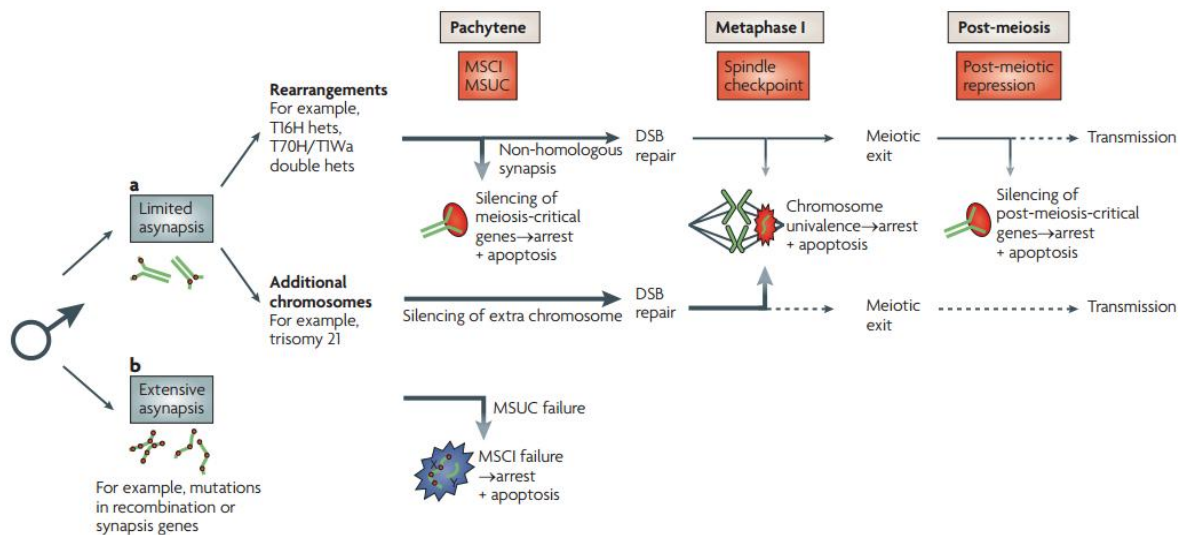 Pachytene
Metaphase I
Post-meiosis
MSCI
MSUC
Spindle
checkpoint
Post-meiotic
repression
Rearrangements
For example,
T16H hets,
T70H/T1Wa
double hets
Non-homologous
synapsis
DSB
repair
Meiotic
exit
Transmission
a
Limited
asynapsis
Silencing of
meiosis-critical
genes→arrest
+ apoptosis
Chromosome
univalence→arrest
+ apoptosis
Silencing of
post-meiosis-critical
genes→arrest
+ apoptosis
Additional
chromosomes
For example,
trisomy 21
Silencing of extra chromosome
DSB
repair
Meiotic
exit
Transmission
b
Extensive
asynapsis
MSUC failure
X
Y
MSCI failure
→arrest
+ apoptosis
For example, mutations
in recombination or
synapsis genes